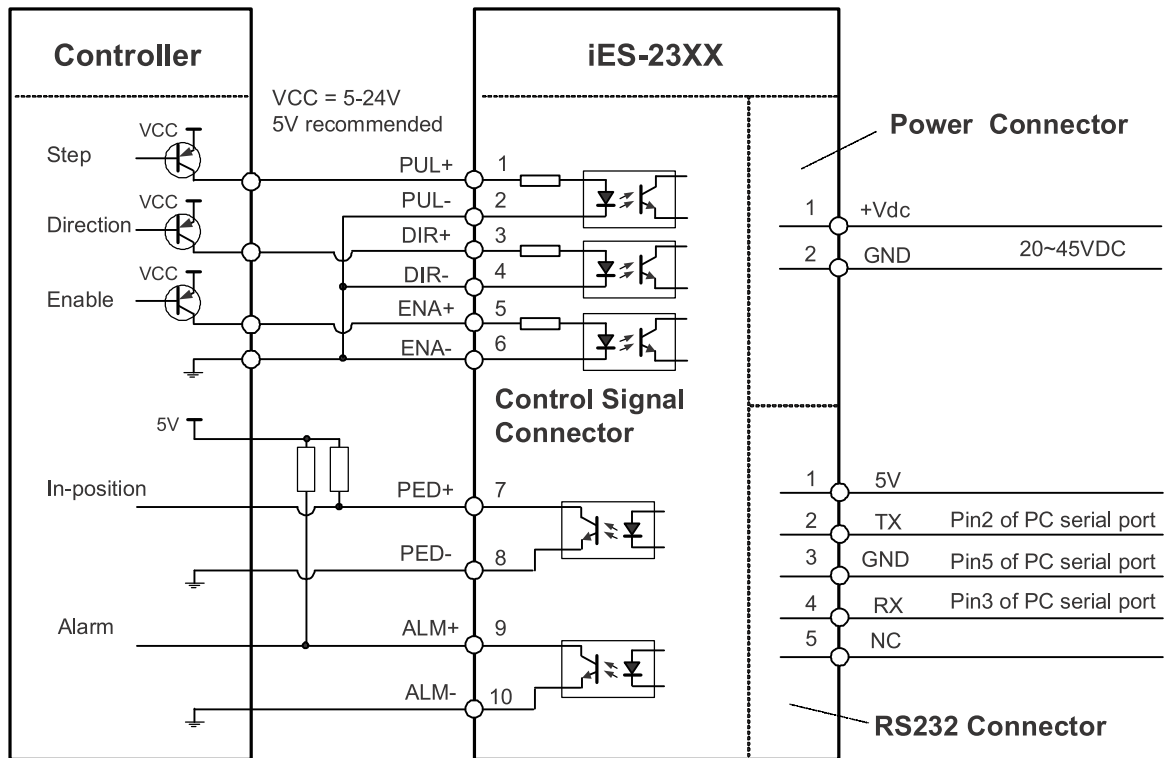 Controller
iES-23XX
VCC = 5-24V
5V recommended
VCC
Step
VCC
Direction
VCC
Enable
PUL+ 1
PUL- 2
DIR+ 3
DIR- 4
ENA+ 5
ENA- 6
Control Signal
Connector
5V
In-position
PED+ 7
PED- 8
Alarm
ALM+ 9
ALM- 10
Power Connector
1 +Vdc
2 GND 20~45VDC
1 5V
2 TX Pin2 of PC serial port
3 GND Pin5 of PC serial port
4 RX Pin3 of PC serial port
5 NC
RS232 Connector